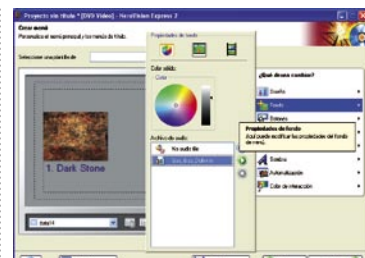 Proyecto sin título * [DVD Video] - NeroVision Express 2
Crear menú
Personalice el menú principal y los menús de título.
Seleccione una plantilla de
Propiedades de fondo
Color sólido:
Color
Archivo de audio:
No audio file
1. Dark Stone
¿Qué desea cambiar?
Diseño
Fondo
Botones
Propiedades de fondo
Aquí puede modificar las propiedades del fondo
de menú.
Sombra
Automatización
Color de interacción